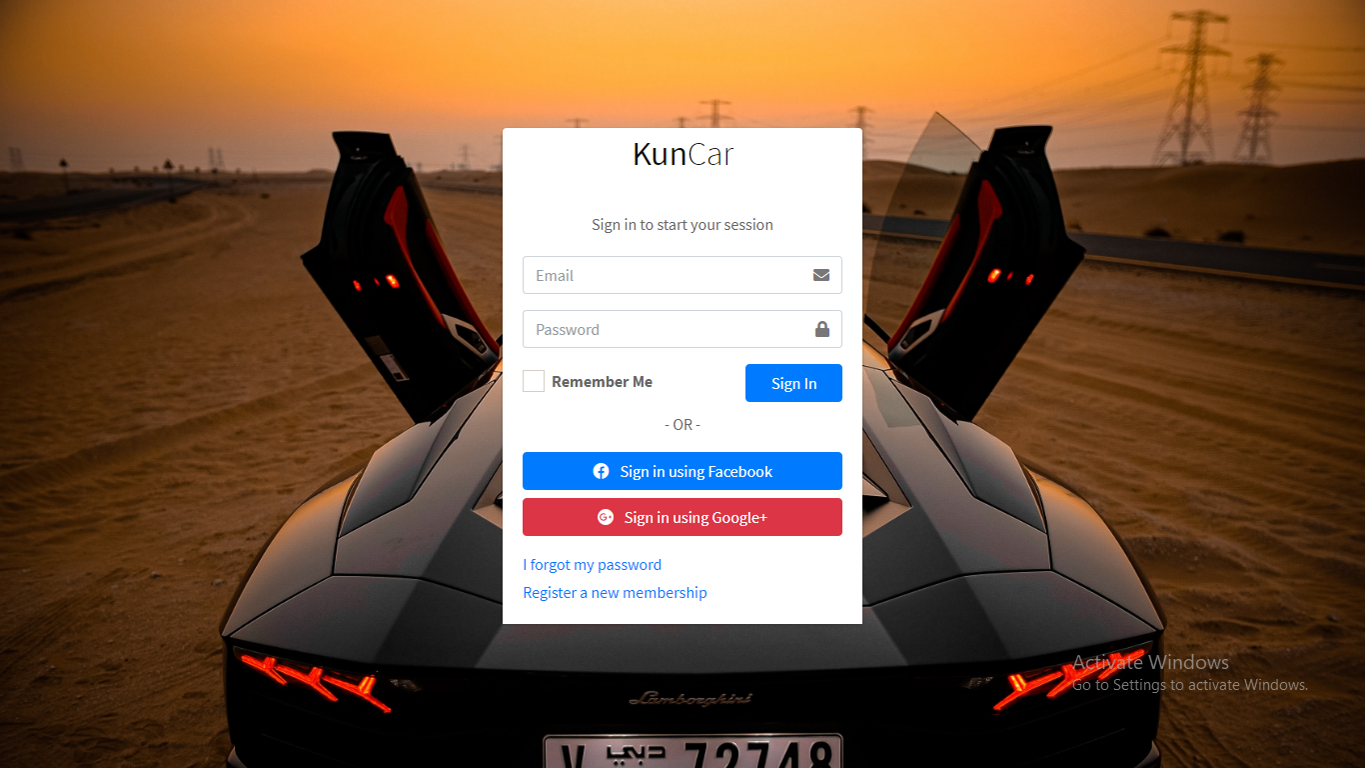 KunCar
Sign in to start your session
Email
Password
Remember Me
Sign In
- OR -
Sign in using Facebook
Sign in using Google+
I forgot my password
Register a new membership
Activate Windows
Go to Settings to activate Windows.
Lamborghini
V دبي 72748